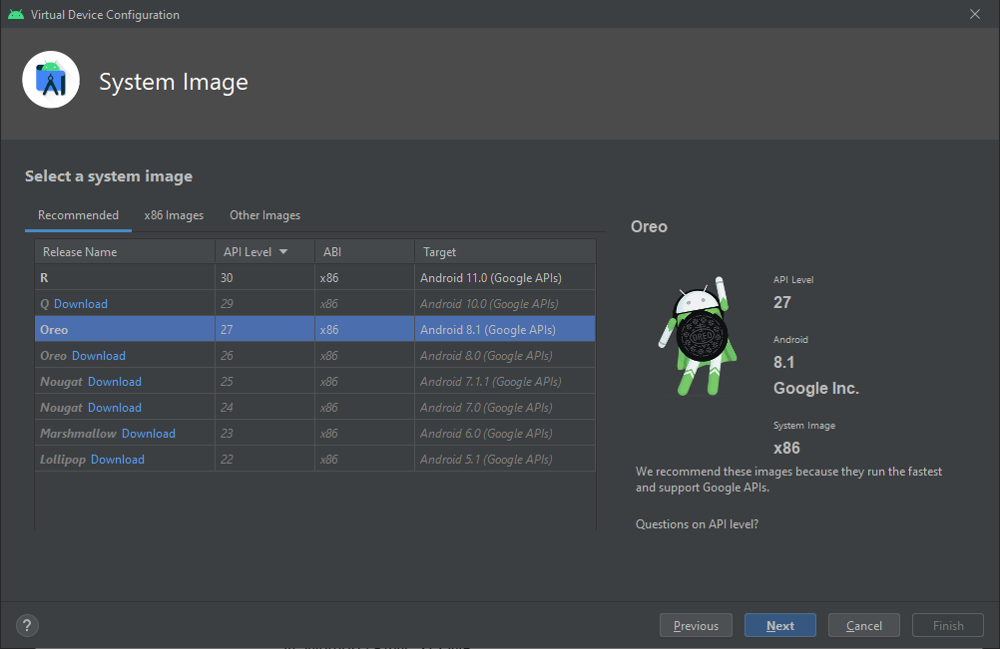 Virtual Device Configuration
System Image
Select a system image
Recommended x86 Images Other Images
Release Name API Level ABI Target
R 30 x86 Android 11.0 (Google APIs)
Q Download 29 x86 Android 10.0 (Google APIs)
Oreo 27 x86 Android 8.1 (Google APIs)
Oreo Download 26 x86 Android 8.0 (Google APIs)
Nougat Download 25 x86 Android 7.1.1 (Google APIs)
Nougat Download 24 x86 Android 7.0 (Google APIs)
Marshmallow Download 23 x86 Android 6.0 (Google APIs)
Lollipop Download 22 x86 Android 5.1 (Google APIs)
Oreo
OREO
API Level
27
Android
8.1
Google Inc.
System Image
x86
We recommend these images because they run the fastest
and support Google APIs.
Questions on API level?
?
Previous Next Cancel Finish